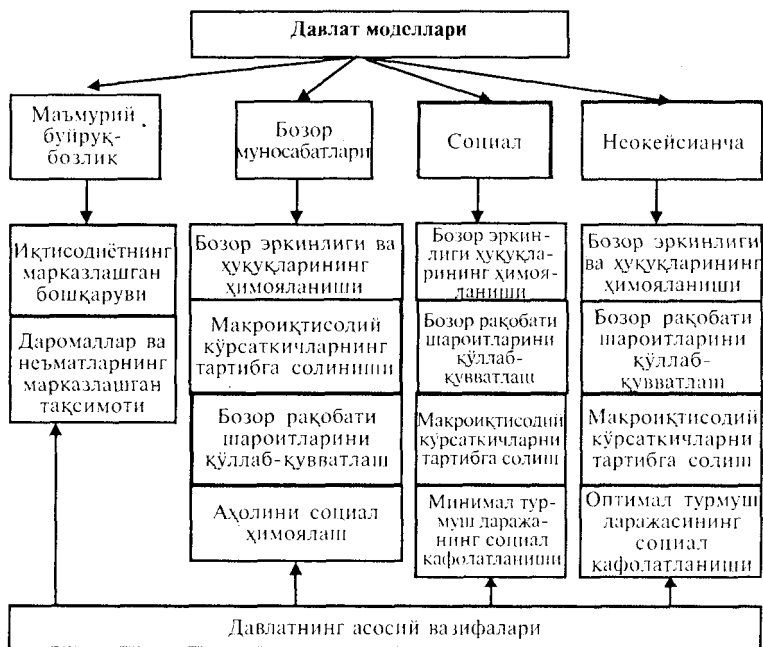 Давлат моделлари
Маъмурий
буйруқ-
бозлик
Бозор
муносабатлари
Социал
Неокейсианча
Иқтисодиётнинг
марказлашган
бошқаруви
Даромадлар ва
неъматларнинг
марказлашган
тақсимоти
Бозор эркинлиги ва
ҳуқуқларининг
ҳимояланиши
Макроиқтисодий
кўрсаткичларнинг
тартибга солиниши
Бозор рақобати
шароитларини
қўллаб-қувватлаш
Аҳолини социал
ҳимоялаш
Бозор эркин-
лиги ҳуқуқла-
рининг ҳимоя-
ланиши
Бозор рақобати
шароитларини
қўллаб-
қувватлаш
Макроиқтисодий
кўрсаткичларни
тартибга солиш
Минимал тур-
муш даража-
нинг социал
кафолатланиши
Бозор эркинлиги
ва ҳуқуқларининг
ҳимояланиши
Бозор рақобати
шароитларини
қўллаб-
қувватлаш
Макроиқтисодий
кўрсаткичларни
тартибга солиш
Оптимал турмуш
даражасининг
социал
кафолатланиши
Давлатнинг асосий вазифалари